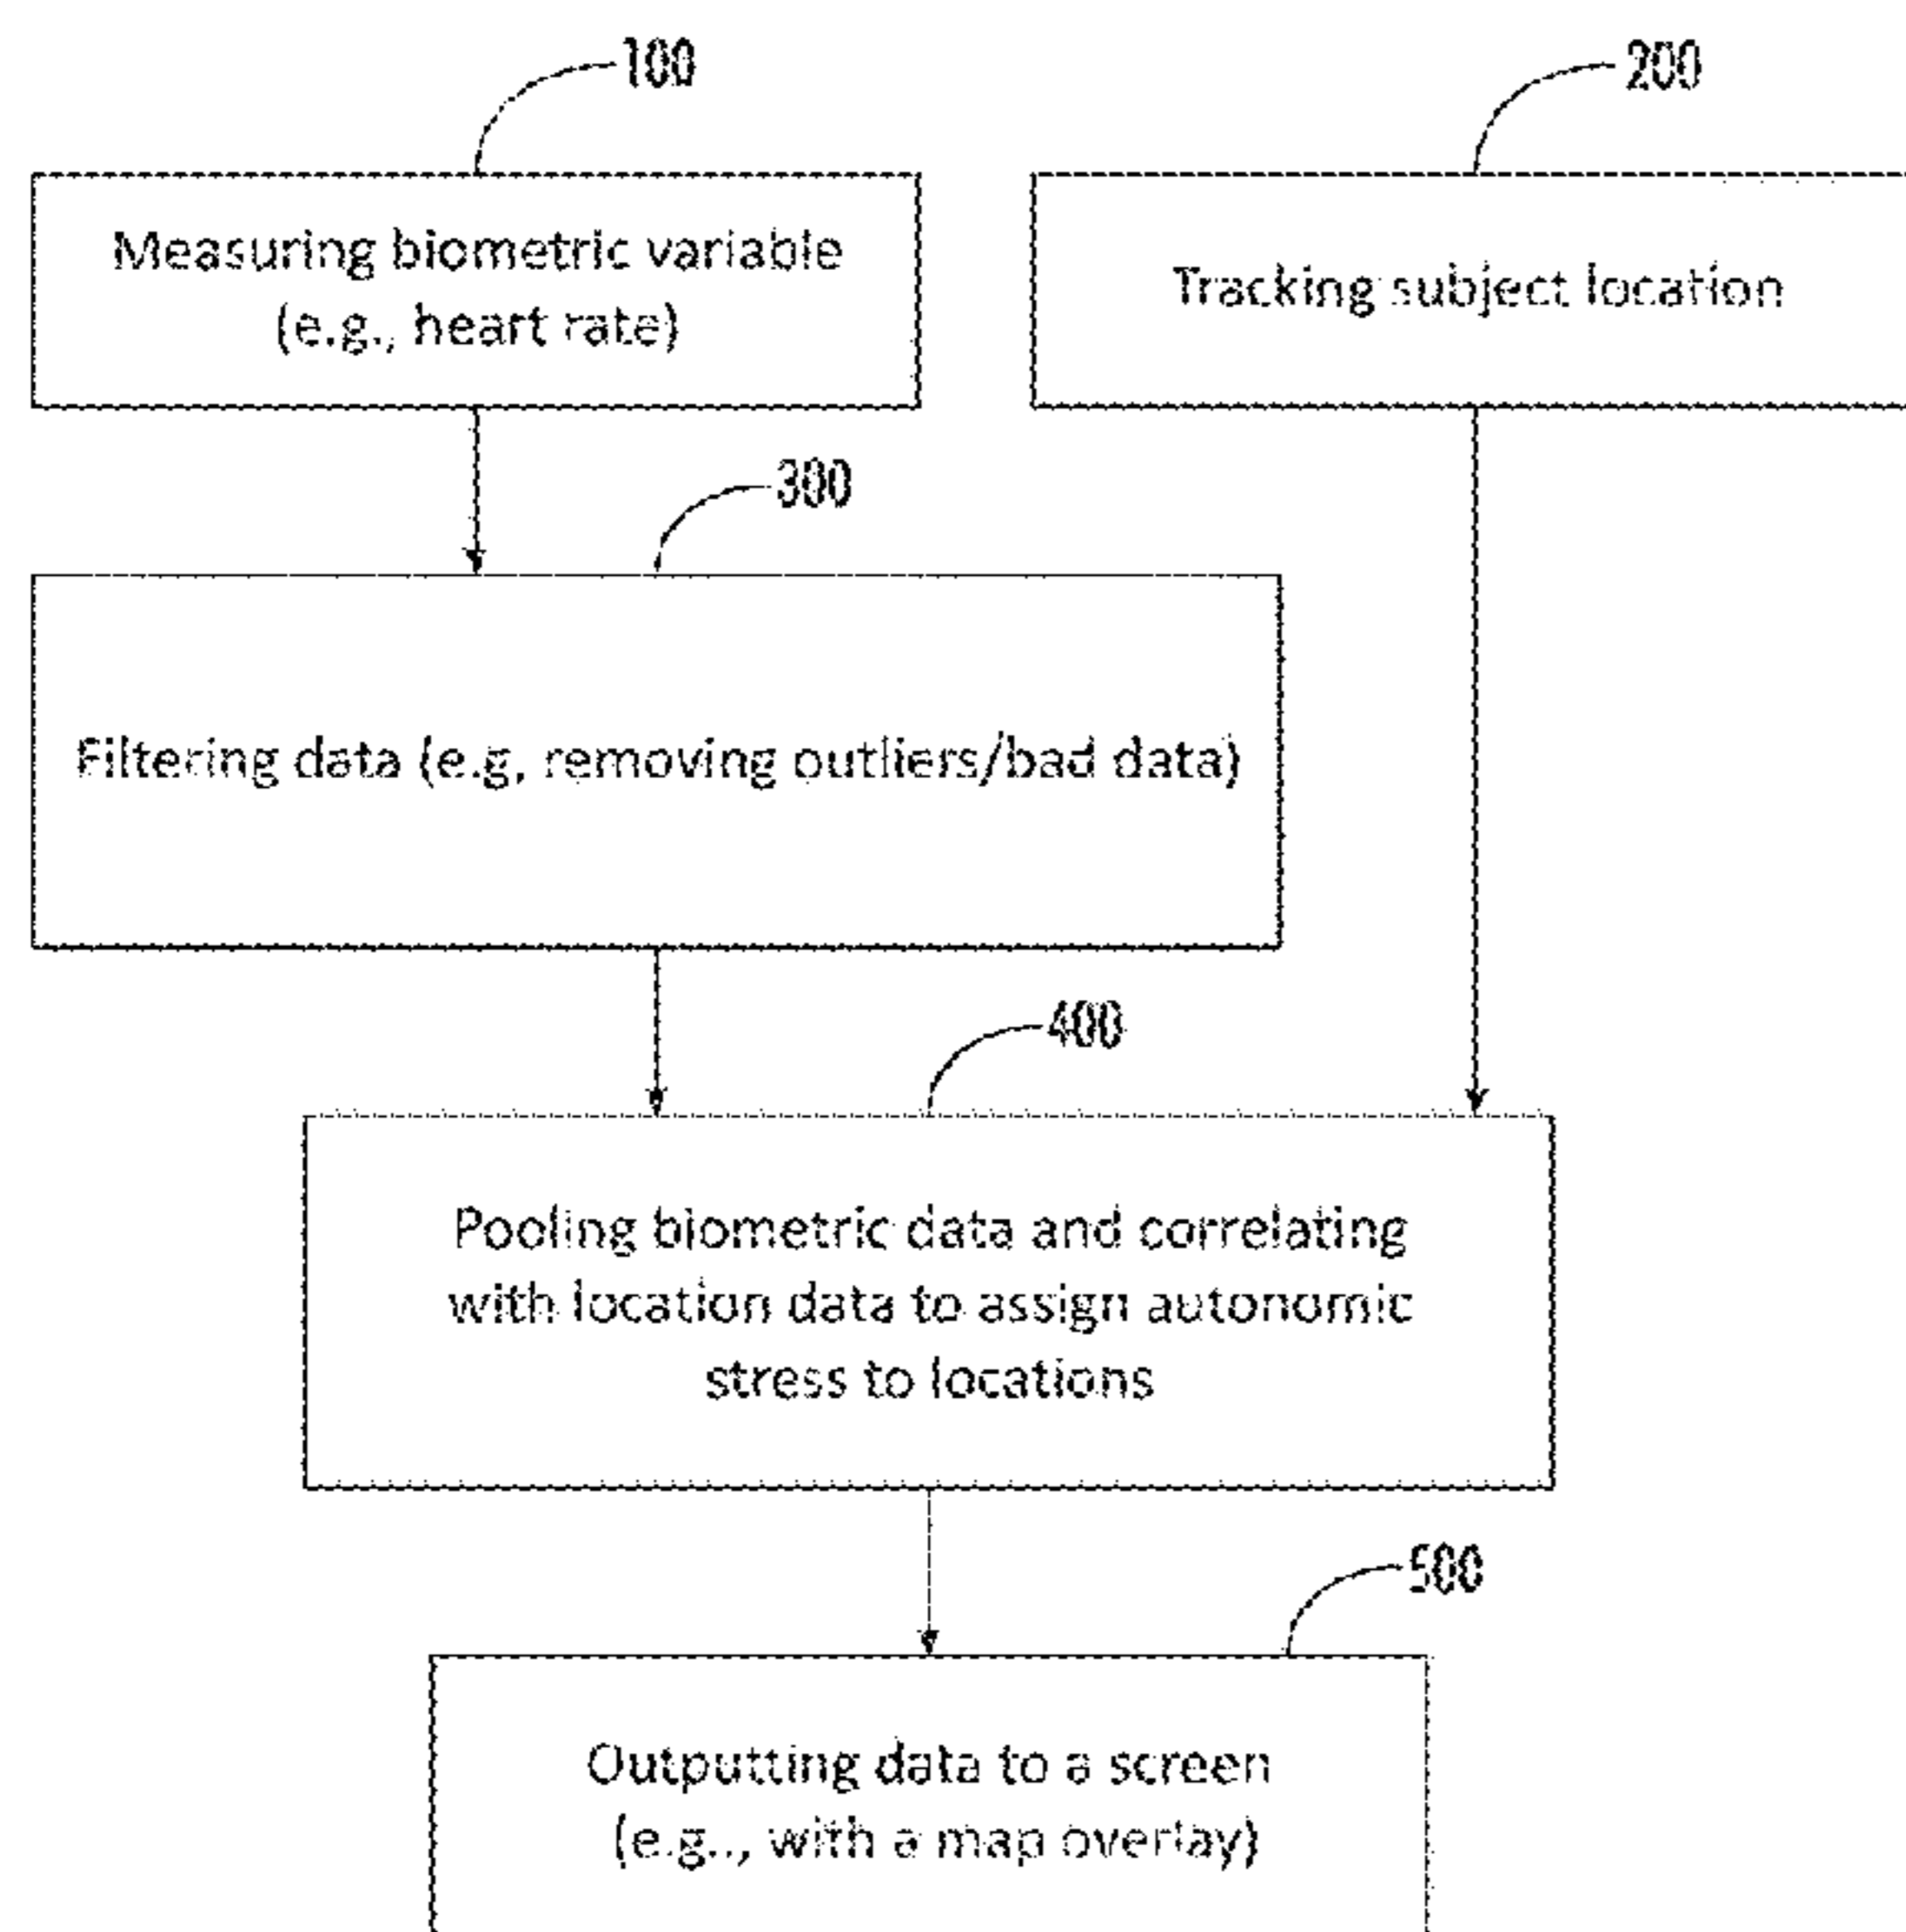 100
200
Measuring biometric variable
(e.g., heart rate)
Tracking subject location
300
Filtering data (e.g, removing outliers/bad data)
400
Pooling biometric data and correlating
with location data to assign autonomic
stress to locations
500
Outputting data to a screen
(e.g.., with a map overlay)